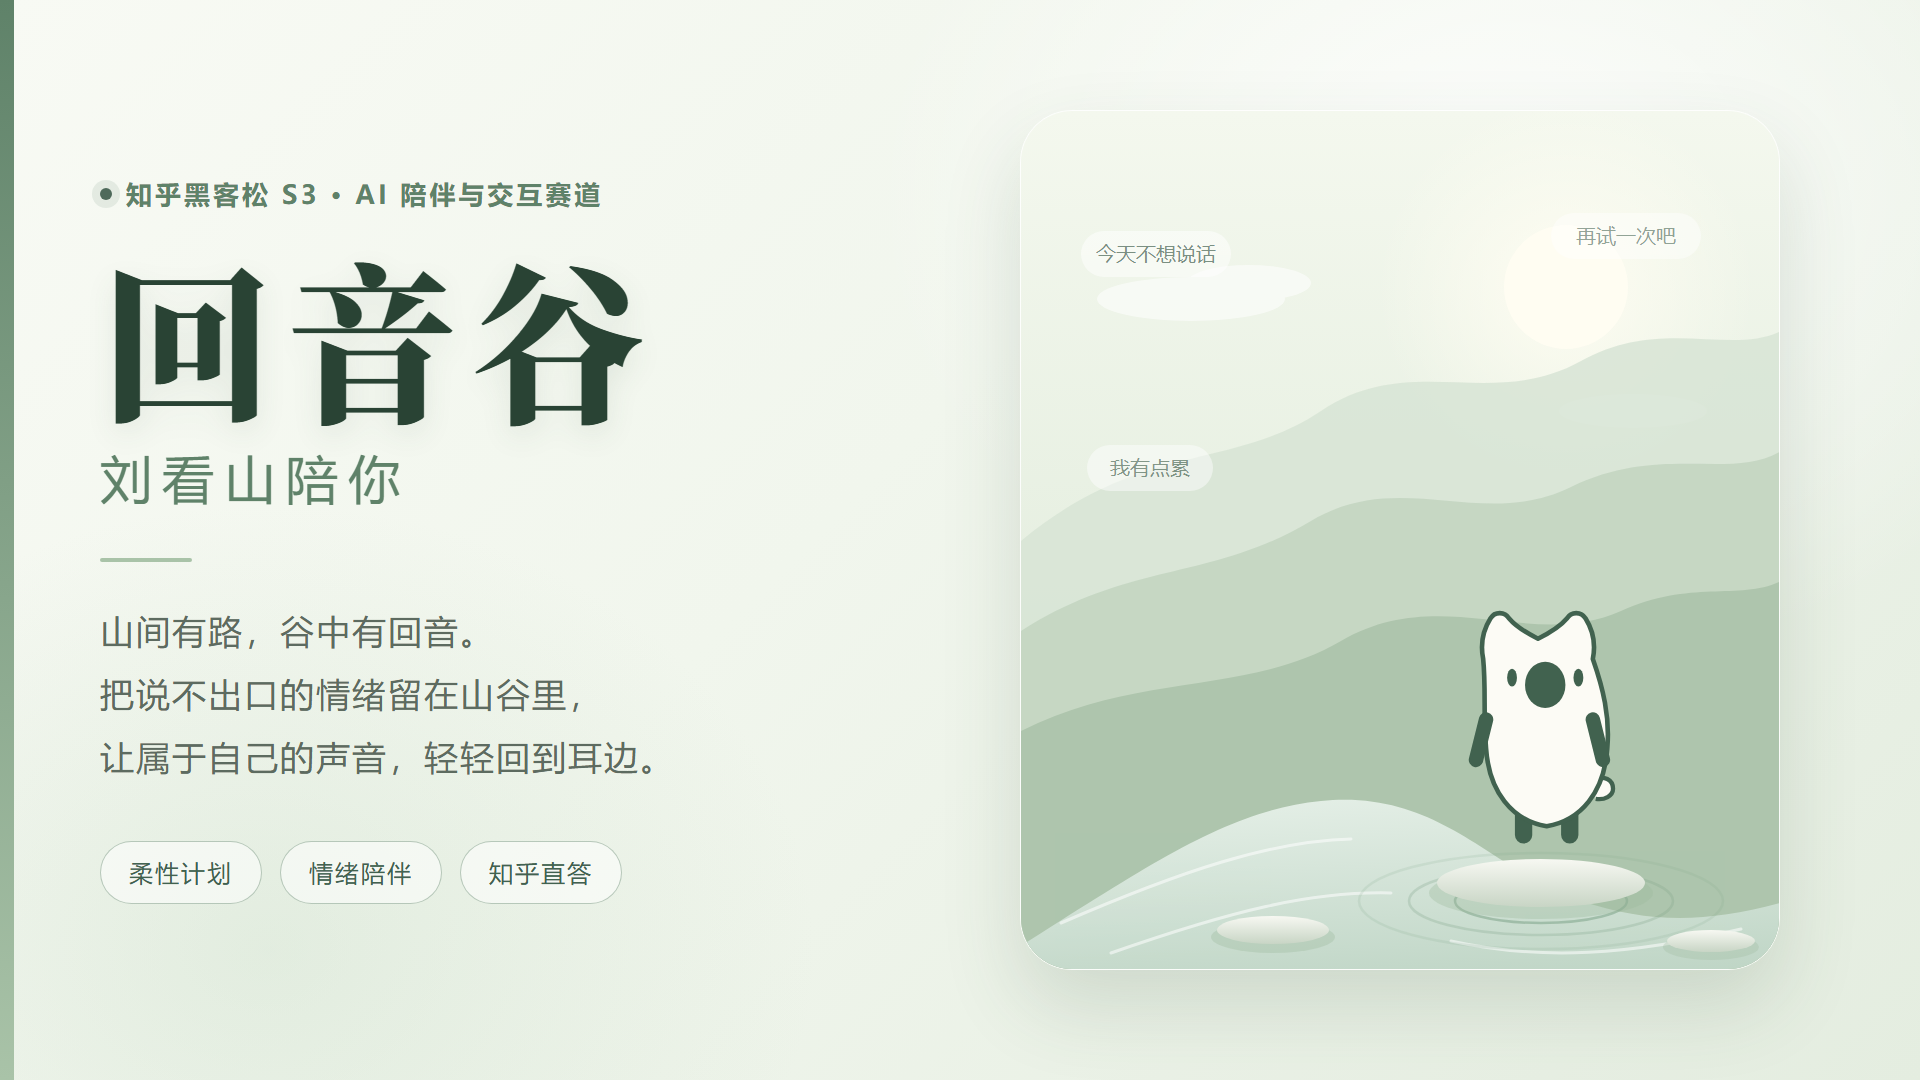 知乎黑客松 S3 • AI 陪伴与交互赛道
回音谷
刘看山陪你
山间有路，谷中有回音。
把说不出口的情绪留在山谷里，
让属于自己的声音，轻轻回到耳边。
柔性计划
情绪陪伴
知乎直答
今天不想说话
再试一次吧
我有点累